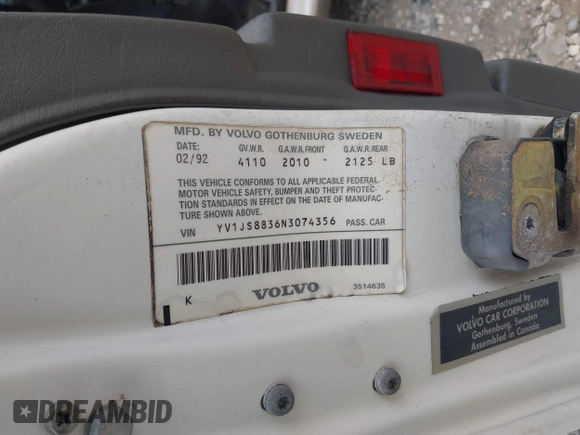 MFD. BY VOLVO GOTHENBURG SWEDEN
DATE: G.V.W.R. G.A.W.R. FRONT G.A.W.R. REAR
02/92 4110 2010 - 2125 LB
THIS VEHICLE CONFORMS TO ALL APPLICABLE FEDERAL
MOTOR VEHICLE SAFETY, BUMPER AND THEFT PROTEC-
TION STANDARDS IN EFFECT ON THE DATE OF MANUFAC-
TURE SHOWN ABOVE.
VIN YV1JS8836N3074356 PASS. CAR
K VOLVO 3514635
Manufactured by
VOLVO CAR CORPORATION
Gothenburg, Sweden
Assembled in Canada
DREAMBID